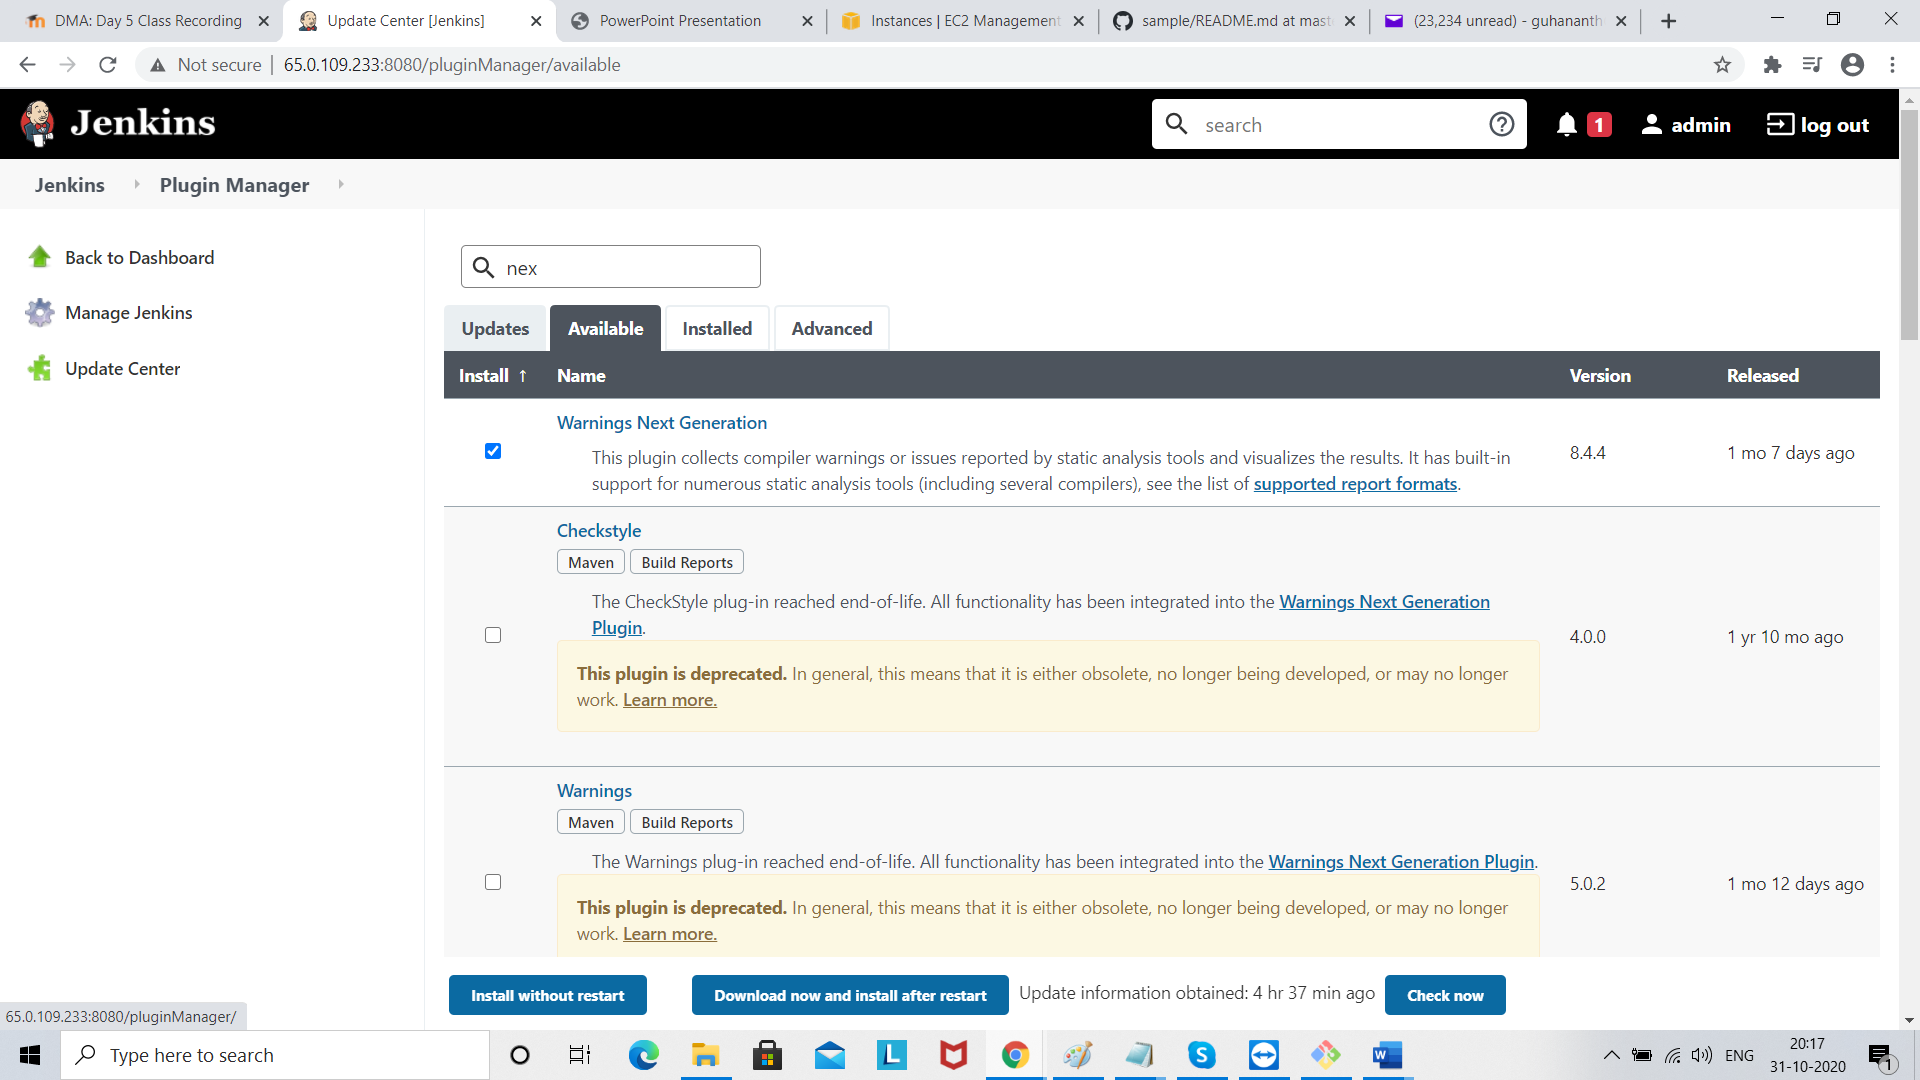 DMA: Day 5 Class Recording
Update Center [Jenkins]
PowerPoint Presentation
Instances | EC2 Management
sample/README.md at mast
(23,234 unread) - guhananth
Not secure
65.0.109.233:8080/pluginManager/available
Jenkins
search
1
admin
log out
Jenkins
Plugin Manager
Back to Dashboard
Manage Jenkins
Update Center
nex
Updates
Available
Installed
Advanced
Install ↑
Name
Version
Released
Warnings Next Generation
This plugin collects compiler warnings or issues reported by static analysis tools and visualizes the results. It has built-in
support for numerous static analysis tools (including several compilers), see the list of supported report formats.
8.4.4
1 mo 7 days ago
Checkstyle
Maven
Build Reports
The CheckStyle plug-in reached end-of-life. All functionality has been integrated into the Warnings Next Generation
Plugin.
This plugin is deprecated. In general, this means that it is either obsolete, no longer being developed, or may no longer
work. Learn more.
4.0.0
1 yr 10 mo ago
Warnings
Maven
Build Reports
The Warnings plug-in reached end-of-life. All functionality has been integrated into the Warnings Next Generation Plugin.
This plugin is deprecated. In general, this means that it is either obsolete, no longer being developed, or may no longer
work. Learn more.
5.0.2
1 mo 12 days ago
Install without restart
Download now and install after restart
Update information obtained: 4 hr 37 min ago
Check now
65.0.109.233:8080/pluginManager/
Type here to search
ENG
20:17
31-10-2020
1